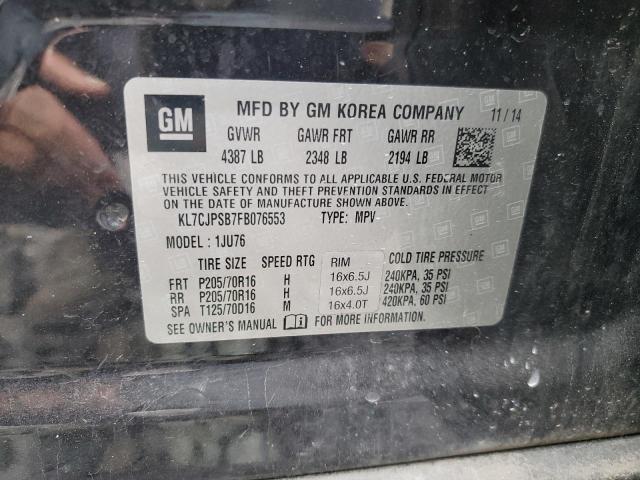 GM MFD BY GM KOREA COMPANY 11/14
GVWR GAWR FRT GAWR RR
4387 LB 2348 LB 2194 LB
THIS VEHICLE CONFORMS TO ALL APPLICABLE U.S. FEDERAL MOTOR
VEHICLE SAFETY AND THEFT PREVENTION STANDARDS IN EFFECT
ON THE DATE OF MANUFACTURE SHOWN ABOVE.
KL7CJPSB7FB076553 TYPE: MPV
MODEL: 1JU76
TIRE SIZE SPEED RTG RIM COLD TIRE PRESSURE
FRT P205/70R16 H 16x6.5J 240KPA, 35 PSI
RR P205/70R16 H 16x6.5J 240KPA, 35 PSI
SPA T125/70D16 M 16x4.0T 420KPA, 60 PSI
SEE OWNER'S MANUAL FOR MORE INFORMATION.